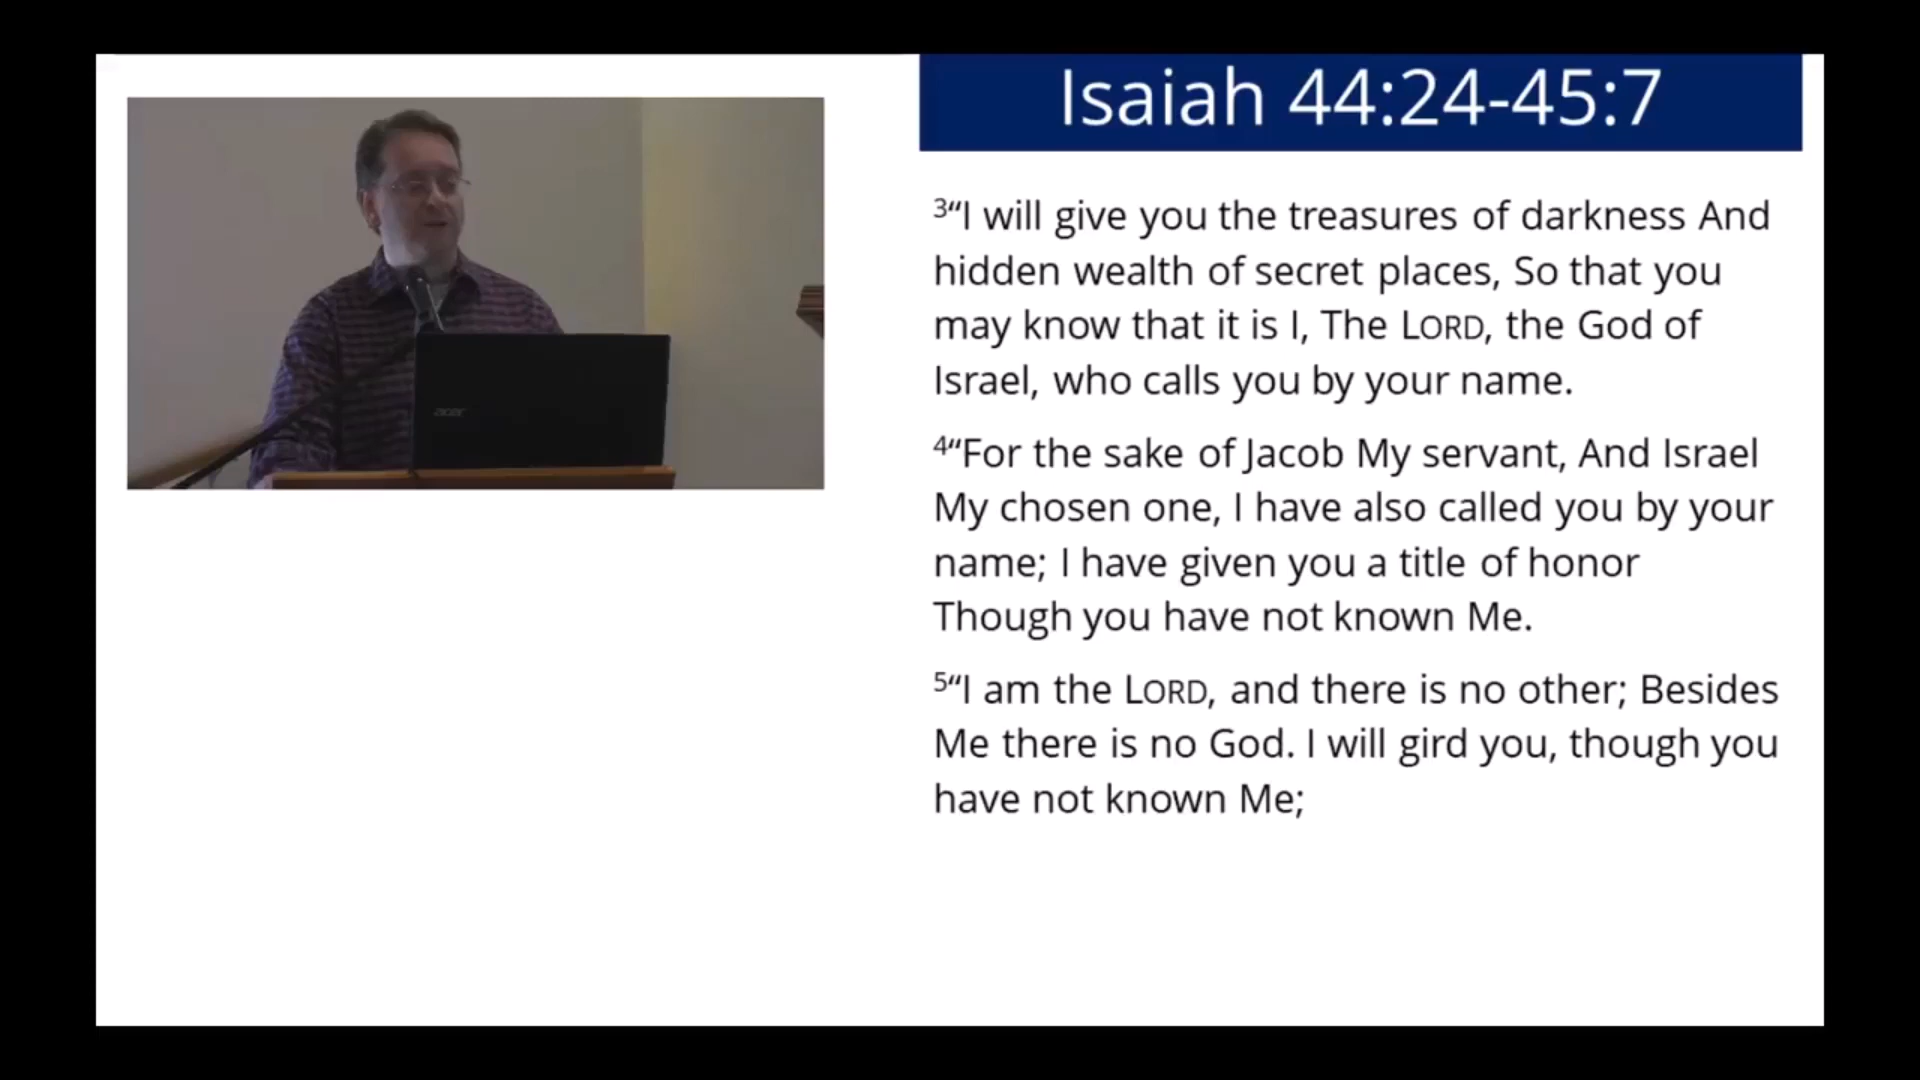 Isaiah 44:24-45:7
acer
3“I will give you the treasures of darkness And
hidden wealth of secret places, So that you
may know that it is I, The LORD, the God of
Israel, who calls you by your name.
4“For the sake of Jacob My servant, And Israel
My chosen one, I have also called you by your
name; I have given you a title of honor
Though you have not known Me.
5“I am the LORD, and there is no other; Besides
Me there is no God. I will gird you, though you
have not known Me;